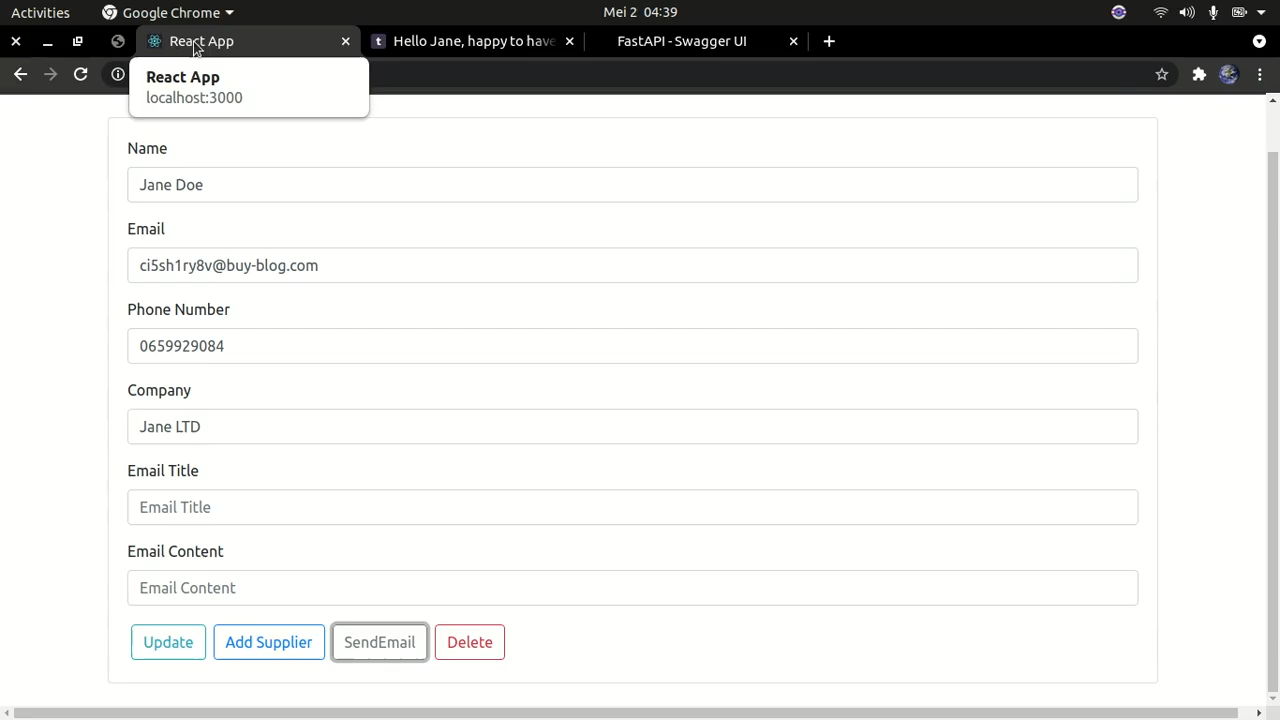 Activities
Google Chrome
Mei 2 04:39
React App
Hello Jane, happy to have
FastAPI - Swagger UI
React App
localhost:3000
Name
Jane Doe
Email
ci5sh1ry8v@buy-blog.com
Phone Number
0659929084
Company
Jane LTD
Email Title
Email Title
Email Content
Email Content
Update
Add Supplier
SendEmail
Delete